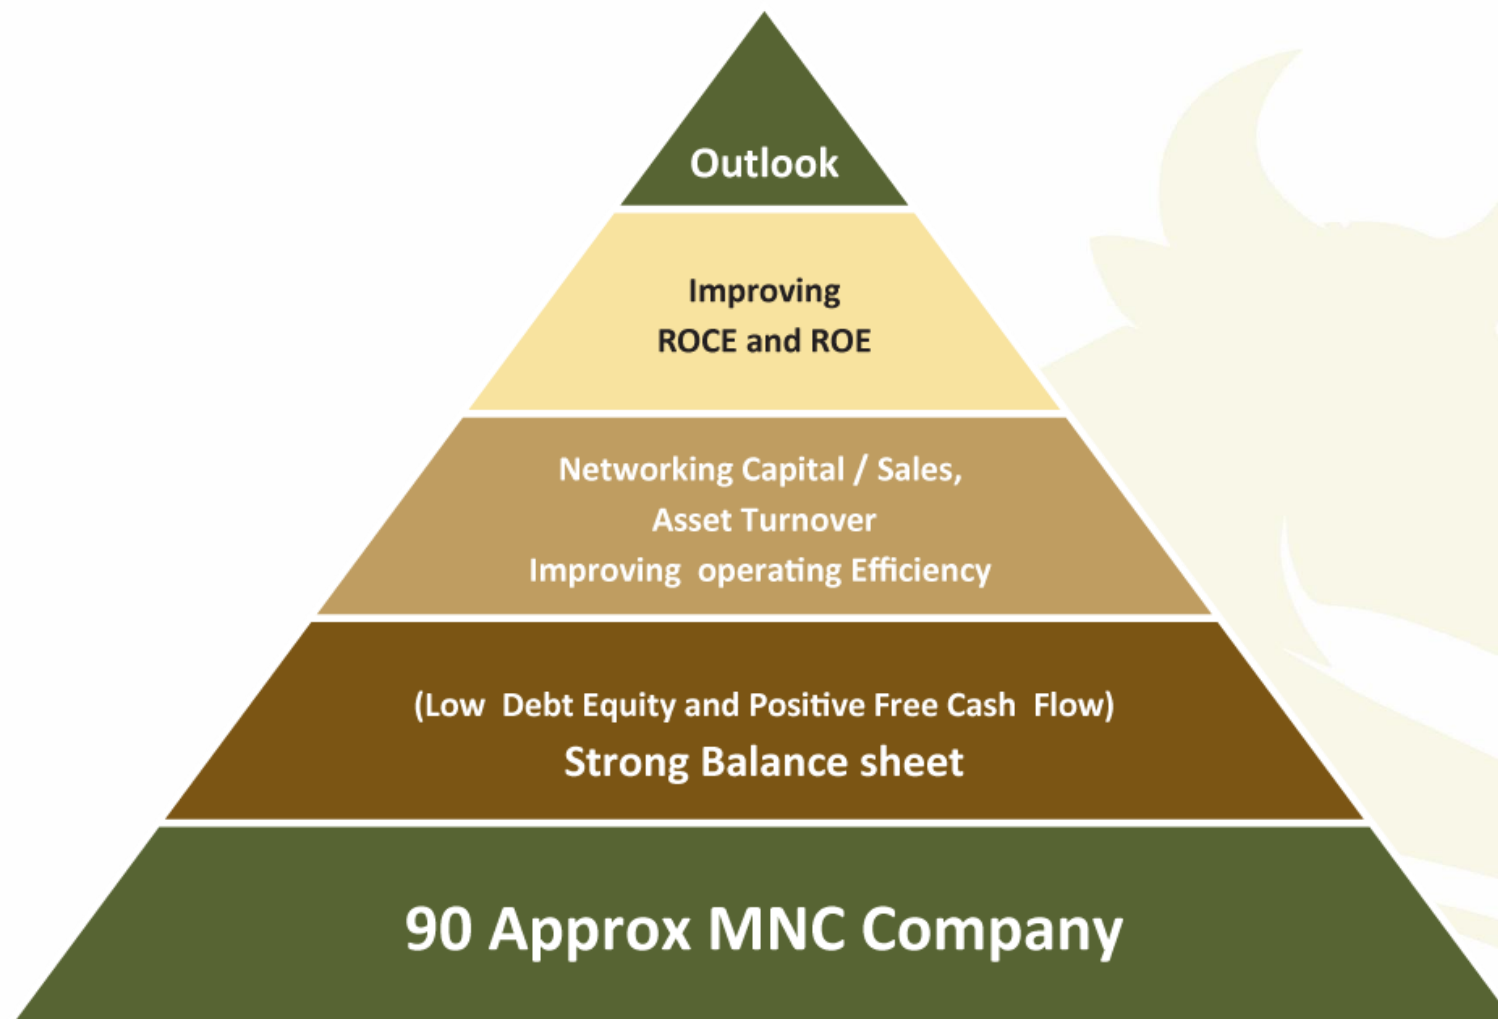 Outlook
Improving
ROCE and ROE
Networking Capital / Sales,
Asset Turnover
Improving operating Efficiency
(Low Debt Equity and Positive Free Cash Flow)
Strong Balance sheet
90 Approx MNC Company